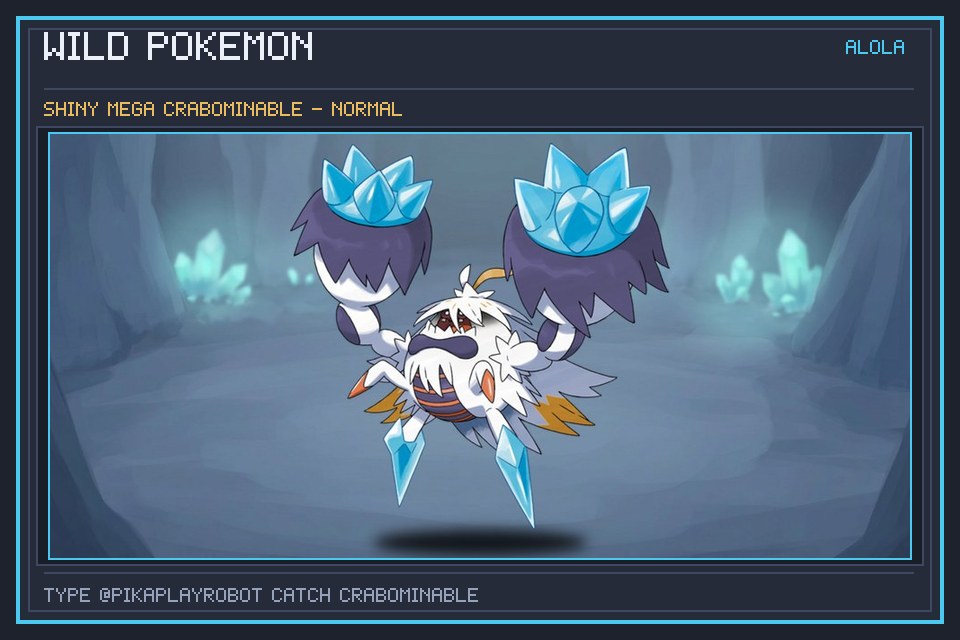 WILD POKEMON
ALOLA
SHINY MEGA CRABOMINABLE - NORMAL
TYPE @PIKAPLAYROBOT CATCH CRABOMINABLE